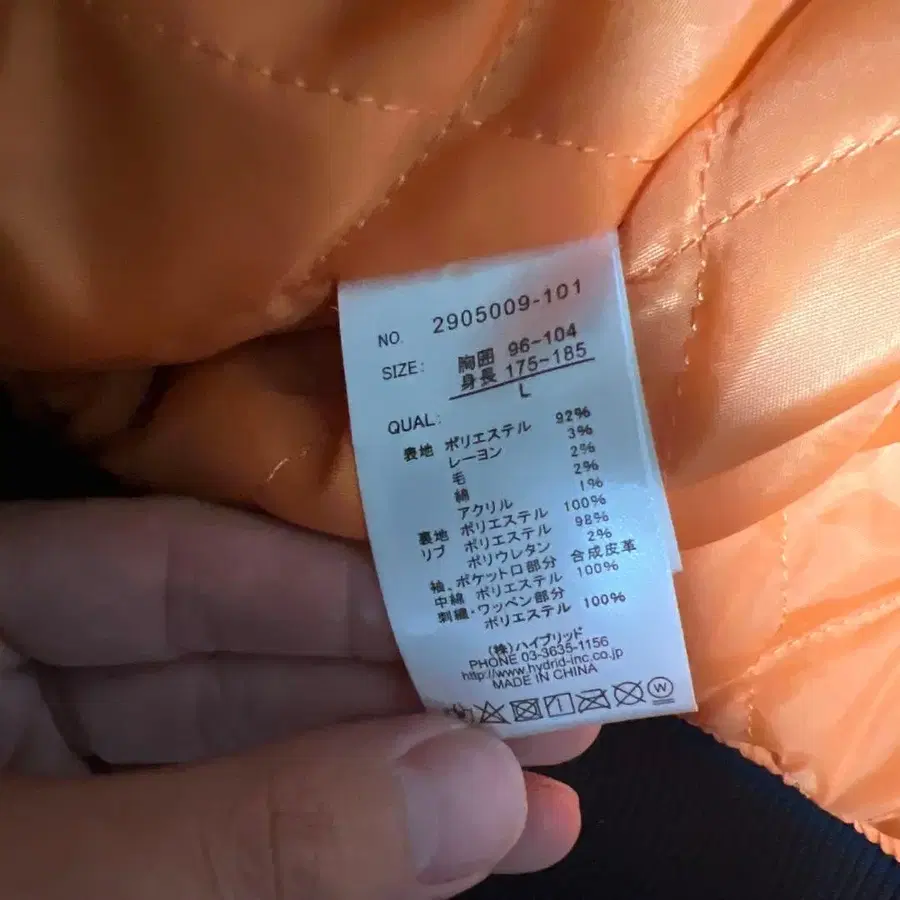 NO. 2905009-101
SIZE: 胸囲 96-104
身長 175-185
L
QUAL:
表地 ポリエステル 92%
レーヨン 3%
毛 2%
綿 2%
アクリル 1%
裏地 ポリエステル 100%
リブ ポリエステル 98%
ポリウレタン 2%
袖、ポケット口部分 合成皮革
中綿 ポリエステル 100%
刺繍・ワッペン部分
ポリエステル 100%
(株)ハイブリッド
PHONE 03-3635-1156
http://www.hydrid-inc.co.jp
MADE IN CHINA
W